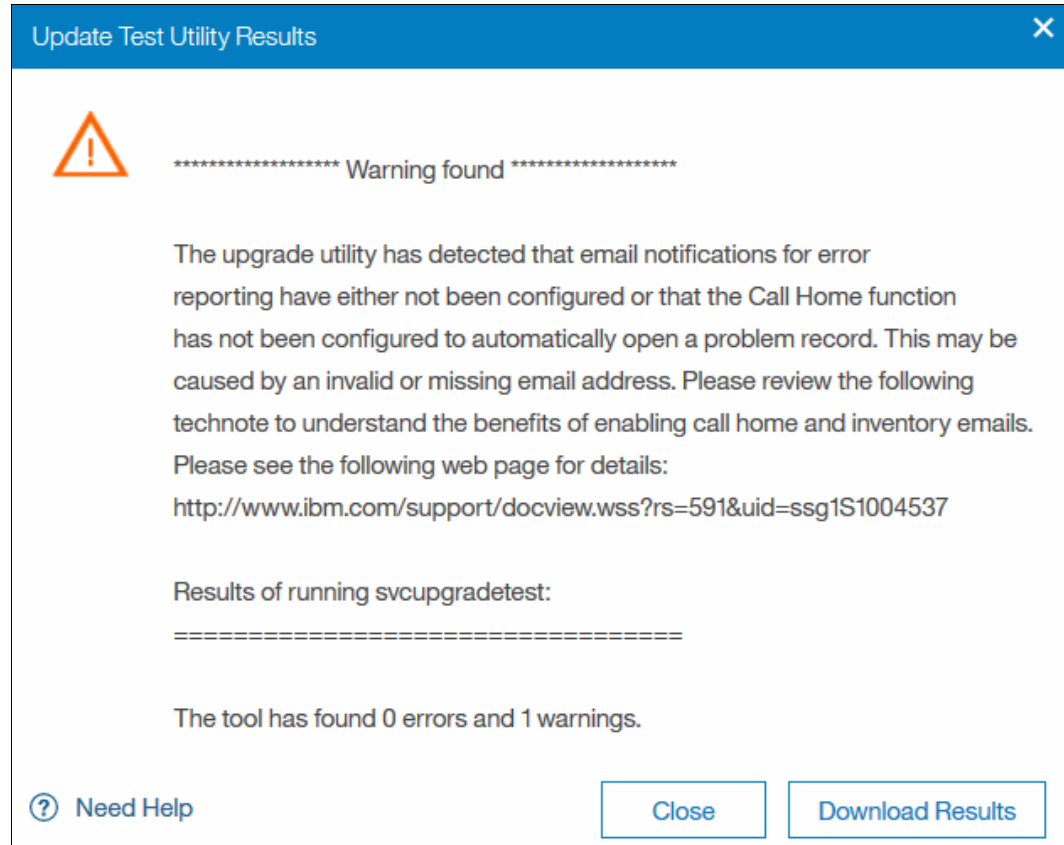 Update Test Utility Results
******************* Warning found *******************
The upgrade utility has detected that email notifications for error
reporting have either not been configured or that the Call Home function
has not been configured to automatically open a problem record. This may be
caused by an invalid or missing email address. Please review the following
technote to understand the benefits of enabling call home and inventory emails.
Please see the following web page for details:
http://www.ibm.com/support/docview.wss?rs=591&uid=ssg1S1004537
Results of running svcupgradetest:
==================================
The tool has found 0 errors and 1 warnings.
Need Help
Close
Download Results